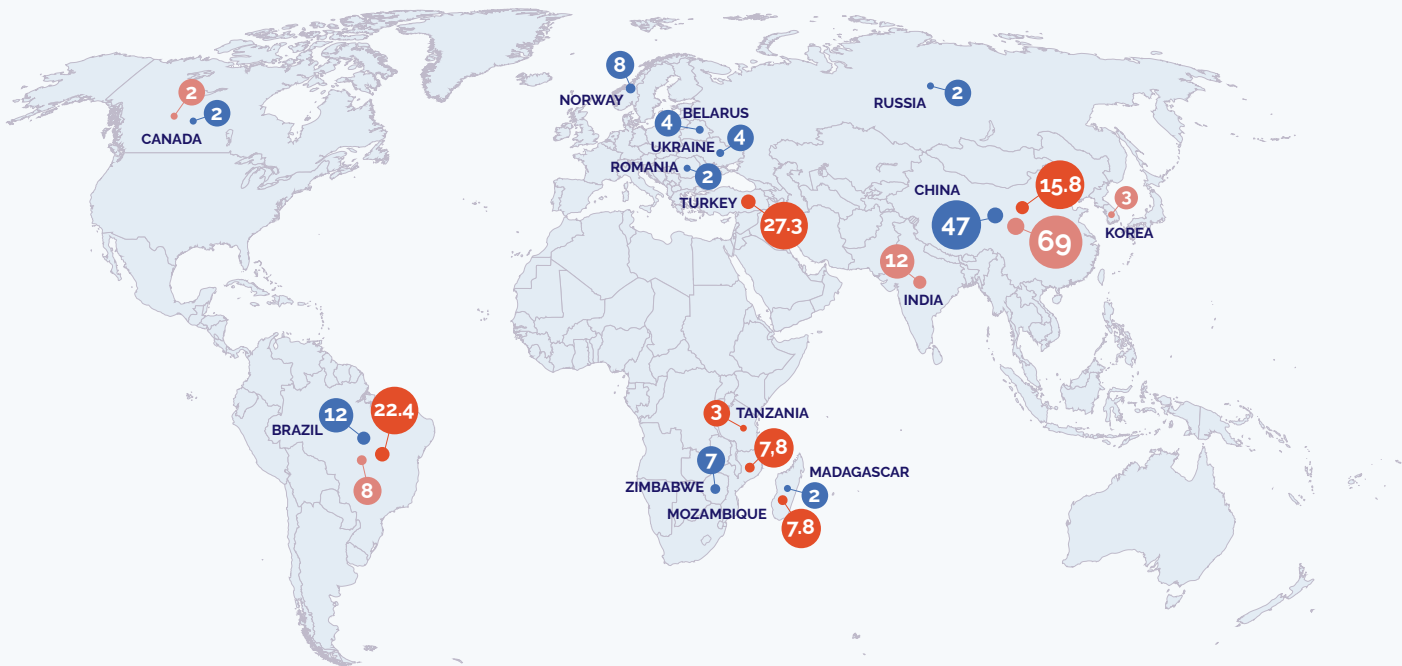 8
NORWAY
RUSSIA
2
2
2
CANADA
BELARUS
4
4
UKRAINE
ROMANIA
2
TURKEY
27.3
CHINA
15.8
47
69
3
KOREA
12
INDIA
22.4
12
BRAZIL
8
3
TANZANIA
7,8
7
MADAGASCAR
ZIMBABWE
2
MOZAMBIQUE
7.8